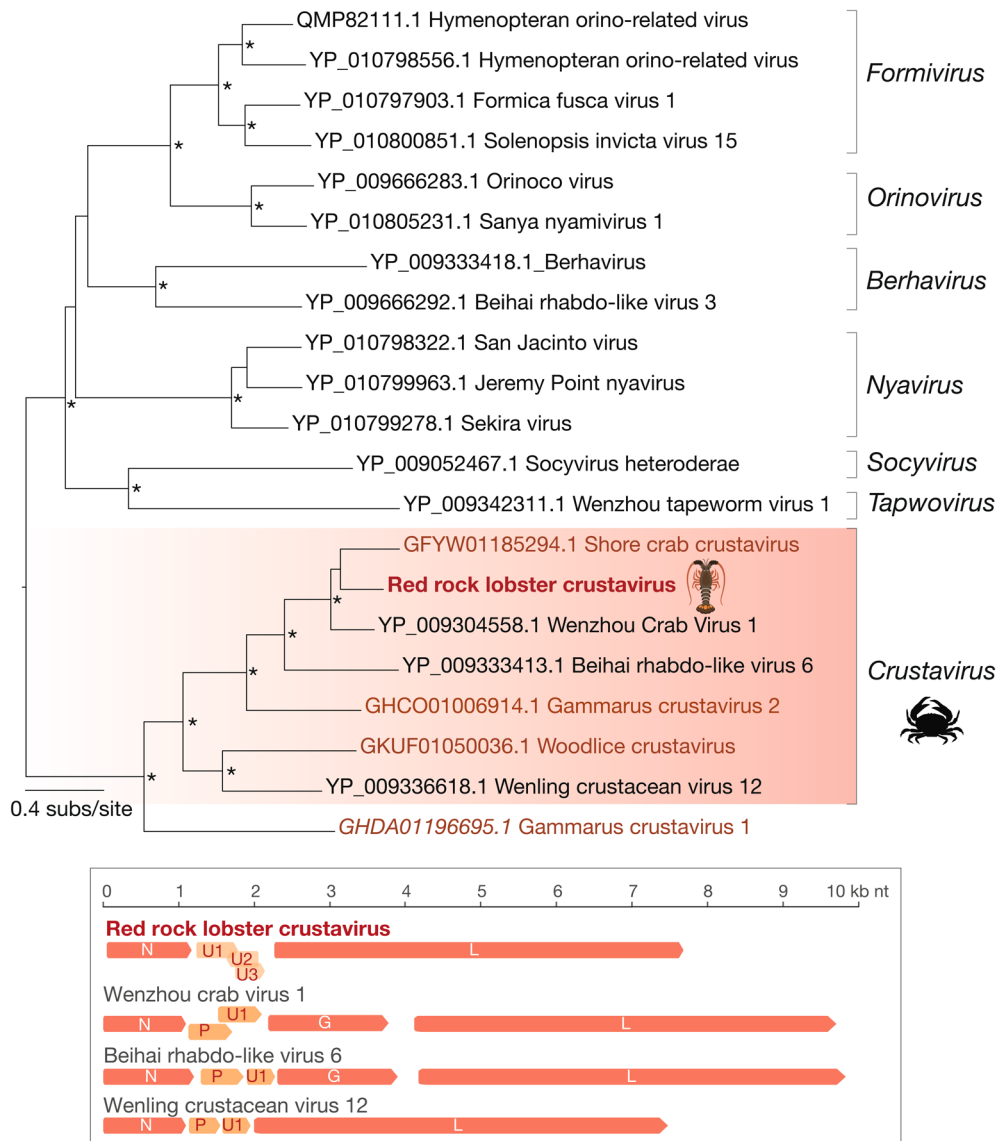 QMP82111.1 Hymenopteran orino-related virus
YP_010798556.1 Hymenopteran orino-related virus
Formivirus
YP_010797903.1 Formica fusca virus 1
YP_010800851.1 Solenopsis invicta virus 15
YP_009666283.1 Orinoco virus
Orinovirus
YP_010805231.1 Sanya nyamivirus 1
YP_009333418.1_Berhavirus
Berhavirus
YP_009666292.1 Beihai rhabdo-like virus 3
YP_010798322.1 San Jacinto virus
YP_010799963.1 Jeremy Point nyavirus
Nyavirus
YP_010799278.1 Sekira virus
YP_009052467.1 Socyvirus heteroderae
Socyvirus
YP_009342311.1 Wenzhou tapeworm virus 1
Tapwovirus
GFYW01185294.1 Shore crab crustavirus
Red rock lobster crustavirus
YP_009304558.1 Wenzhou Crab Virus 1
YP_009333413.1 Beihai rhabdo-like virus 6
Crustavirus
GHCO01006914.1 Gammarus crustavirus 2
GKUF01050036.1 Woodlice crustavirus
YP_009336618.1 Wenling crustacean virus 12
0.4 subs/site
GHDA01196695.1 Gammarus crustavirus 1
0 1 2 3 4 5 6 7 8 9 10 kb nt
Red rock lobster crustavirus
N U1 L
U2
U3
Wenzhou crab virus 1
U1
N G L
P
Beihai rhabdo-like virus 6
N P U1 G L
Wenling crustacean virus 12
N P U1 L